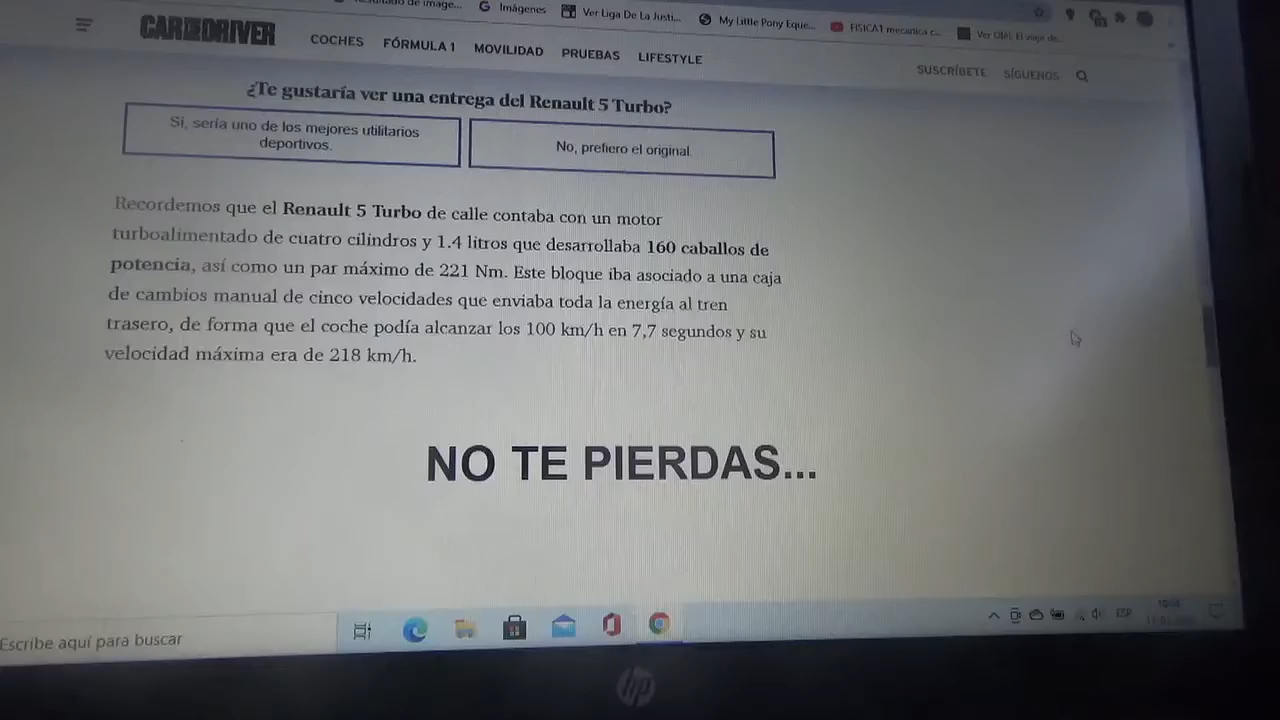 Resultado de image...
Imágenes
Ver Liga De La Justi...
My Little Pony Eque...
FISICA1 mecanica c...
CAR AND DRIVER
COCHES FÓRMULA 1 MOVILIDAD PRUEBAS LIFESTYLE
SUSCRÍBETE SÍGUENOS
¿Te gustaría ver una entrega del Renault 5 Turbo?
Sí, sería uno de los mejores utilitarios
deportivos.
No, prefiero el original.
Recordemos que el Renault 5 Turbo de calle contaba con un motor
turboalimentado de cuatro cilindros y 1.4 litros que desarrollaba 160 caballos de
potencia, así como un par máximo de 221 Nm. Este bloque iba asociado a una caja
de cambios manual de cinco velocidades que enviaba toda la energía al tren
trasero, de forma que el coche podía alcanzar los 100 km/h en 7,7 segundos y su
velocidad máxima era de 218 km/h.
NO TE PIERDAS...
Escribe aquí para buscar
ESP
hp